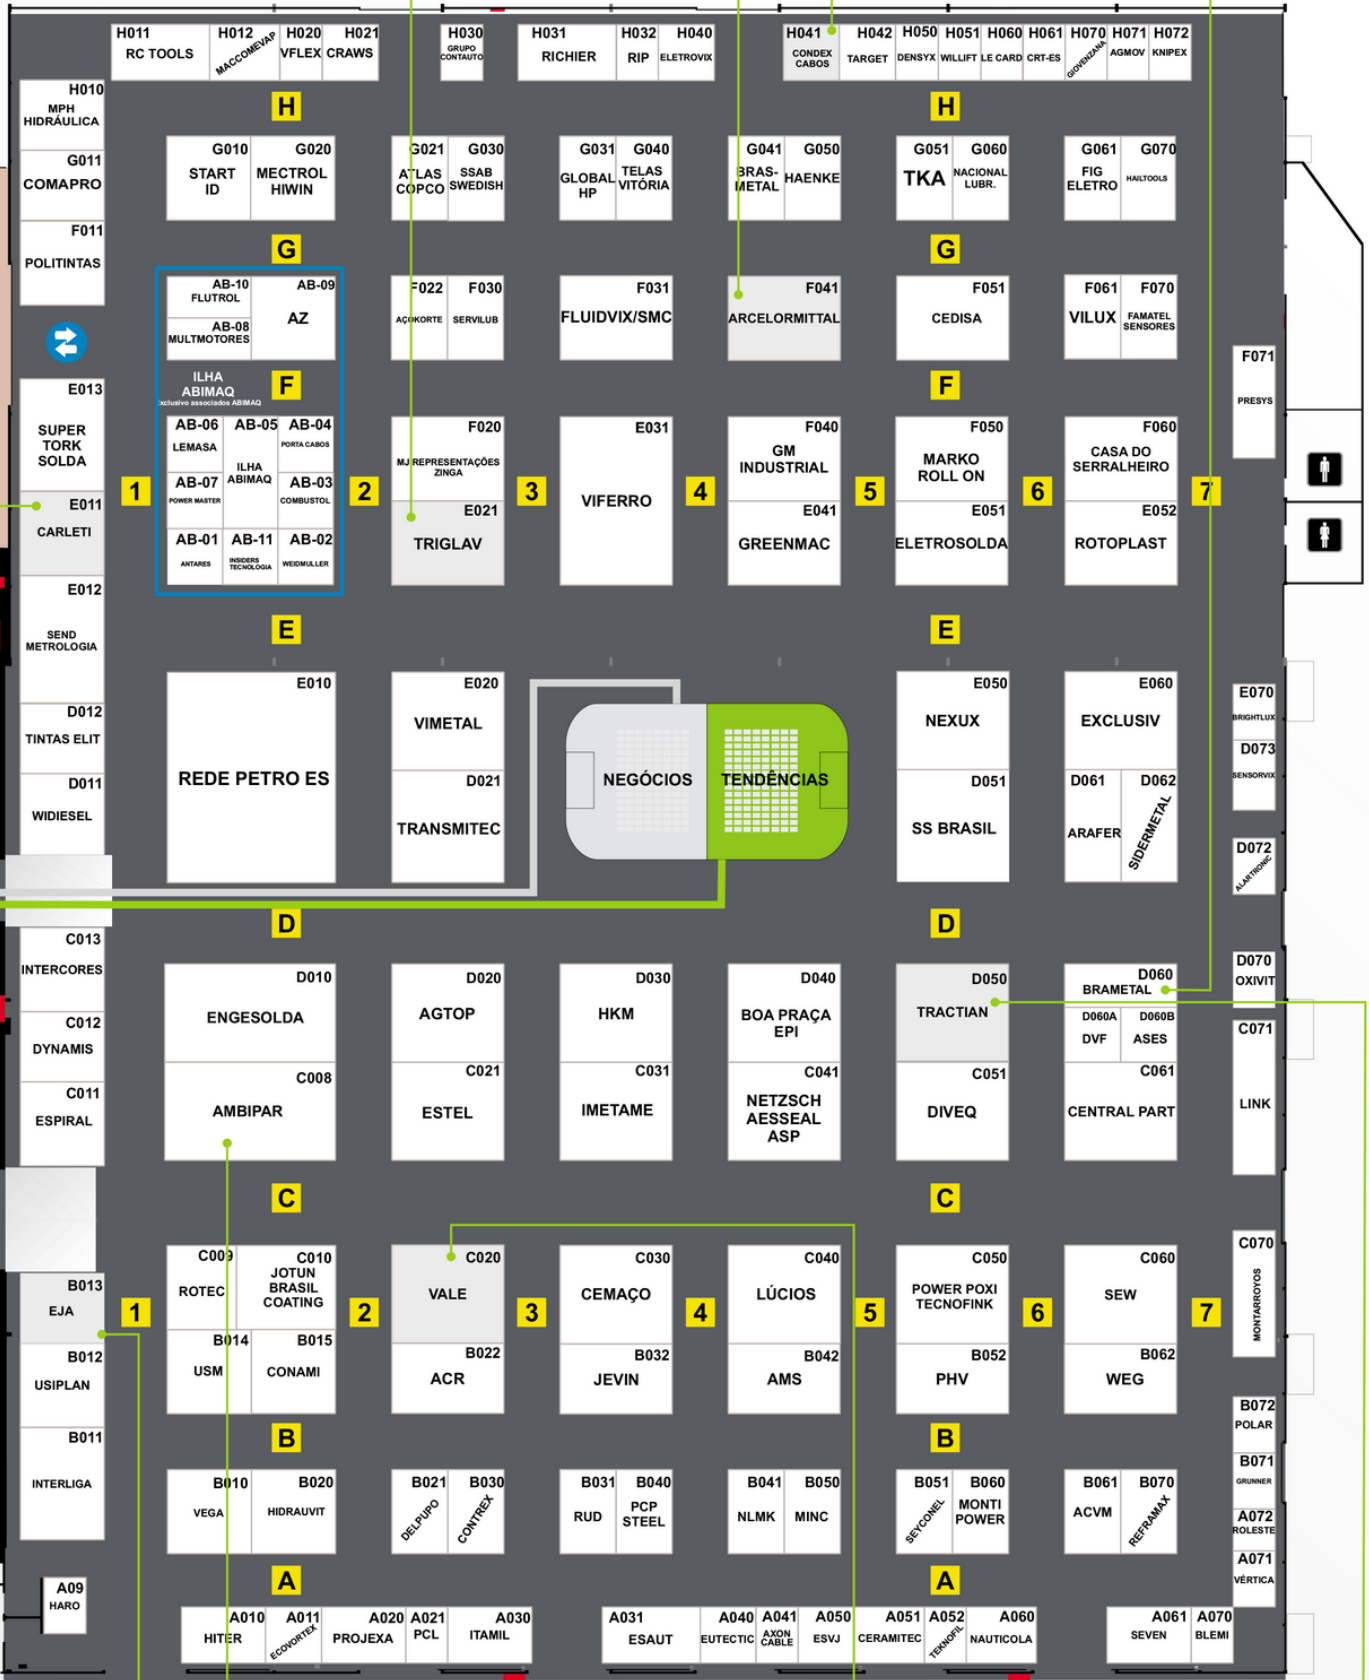 H011
RC TOOLS
H012
MACCOMEVAP
H020
VFLEX
H021
CRAWS
H030
GRUPO
CONTAUTO
H031
RICHIER
H032
RIP
H040
ELETROVIX
H041
CONDEX
CABOS
H042
TARGET
H050
DENSYX
H051
WILLIFT
H060
LE CARD
H061
CRT-ES
H070
GIOVENZANA
H071
AGMOV
H072
KNIPEX
H010
MPH
HIDRÁULICA
H
H
G011
COMAPRO
G010
START
ID
G020
MECTROL
HIWIN
G021
ATLAS
COPCO
G030
SSAB
SWEDISH
G031
GLOBAL
HP
G040
TELAS
VITÓRIA
G041
BRAS-
METAL
G050
HAENKE
G051
TKA
G060
NACIONAL
LUBR.
G061
FIG
ELETRO
G070
HAILTOOLS
F011
POLITINTAS
G
G
AB-10
FLUTROL
AB-09
AZ
AB-08
MULTMOTORES
F022
AÇOKORTE
F030
SERVILUB
F031
FLUIDVIX/SMC
F041
ARCELORMITTAL
F051
CEDISA
F061
VILUX
F070
FAMATEL
SENSORES
F071
PRESYS
ILHA
ABIMAQ
Exclusivo associados ABIMAQ
F
F
E013
SUPER
TORK
SOLDA
AB-06
LEMASA
AB-05
ILHA
ABIMAQ
AB-04
PORTA CABOS
AB-07
POWER MASTER
AB-03
COMBUSTOL
AB-01
ANTARES
AB-11
INSIDERS
TECNOLOGIA
AB-02
WEIDMULLER
F020
MJ REPRESENTAÇÕES
ZINGA
E021
TRIGLAV
E031
VIFERRO
F040
GM
INDUSTRIAL
E041
GREENMAC
F050
MARKO
ROLL ON
E051
ELETROSOLDA
F060
CASA DO
SERRALHEIRO
E052
ROTOPLAST
1
2
3
4
5
6
7
E011
CARLETI
E012
SEND
METROLOGIA
E
E
E010
REDE PETRO ES
E020
VIMETAL
D021
TRANSMITEC
NEGÓCIOS
TENDÊNCIAS
E050
NEXUX
D051
SS BRASIL
E060
EXCLUSIV
D061
ARAFER
D062
SIDERMETAL
E070
BRIGHTLUX
D073
SENSORVIX
D072
ALARTRONIC
D012
TINTAS ELIT
D011
WIDIESEL
D
D
C013
INTERCORES
C012
DYNAMIS
C011
ESPIRAL
D010
ENGESOLDA
C008
AMBIPAR
D020
AGTOP
C021
ESTEL
D030
HKM
C031
IMETAME
D040
BOA PRAÇA
EPI
C041
NETZSCH
AESSEAL
ASP
D050
TRACTIAN
C051
DIVEQ
D060
BRAMETAL
D060A
DVF
D060B
ASES
C061
CENTRAL PART
D070
OXIVIT
C071
LINK
C
C
B013
EJA
B012
USIPLAN
B011
INTERLIGA
C009
ROTEC
C010
JOTUN
BRASIL
COATING
B014
USM
B015
CONAMI
C020
VALE
B022
ACR
C030
CEMAÇO
B032
JEVIN
C040
LÚCIOS
B042
AMS
C050
POWER POXI
TECNOFINK
B052
PHV
C060
SEW
B062
WEG
C070
MONTARROYOS
1
2
3
4
5
6
7
B
B
B072
POLAR
B071
GRUNNER
A072
ROLESTE
A071
VÉRTICA
B010
VEGA
B020
HIDRAUVIT
B021
DELPUPO
B030
CONTREX
B031
RUD
B040
PCP
STEEL
B041
NLMK
B050
MINC
B051
SEYCONEL
B060
MONTI
POWER
B061
ACVM
B070
REFRAMAX
A
A
A09
HARO
A010
HITER
A011
ECOVORTEX
A020
PROJEXA
A021
PCL
A030
ITAMIL
A031
ESAUT
A040
EUTECTIC
A041
AXON
CABLE
A050
ESVJ
A051
CERAMITEC
A052
TEKNOFIL
A060
NAUTICOLA
A061
SEVEN
A070
BLEMI